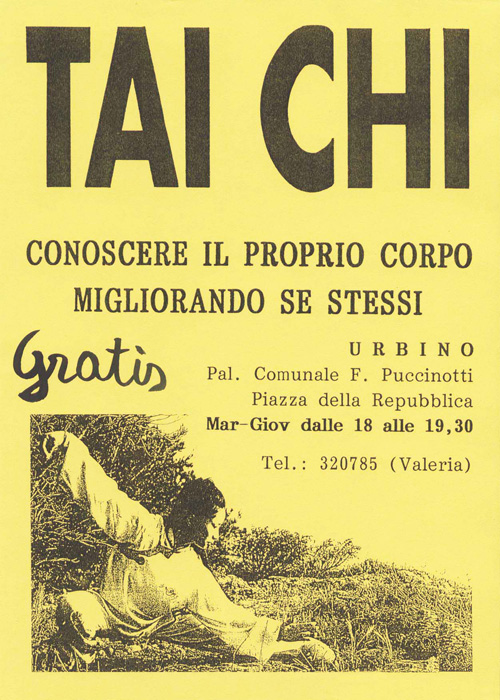 TAI CHI
CONOSCERE IL PROPRIO CORPO
MIGLIORANDO SE STESSI
Gratis
URBINO
Pal. Comunale F. Puccinotti
Piazza della Repubblica
Mar-Giov dalle 18 alle 19,30
Tel.: 320785 (Valeria)